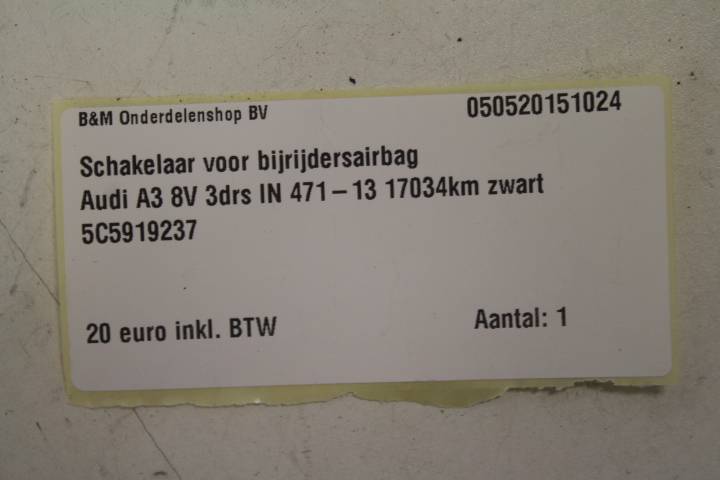 B&M Onderdelenshop BV 050520151024
Schakelaar voor bijrijdersairbag
Audi A3 8V 3drs IN 471-13 17034km zwart
5C5919237
20 euro inkl. BTW Aantal: 1